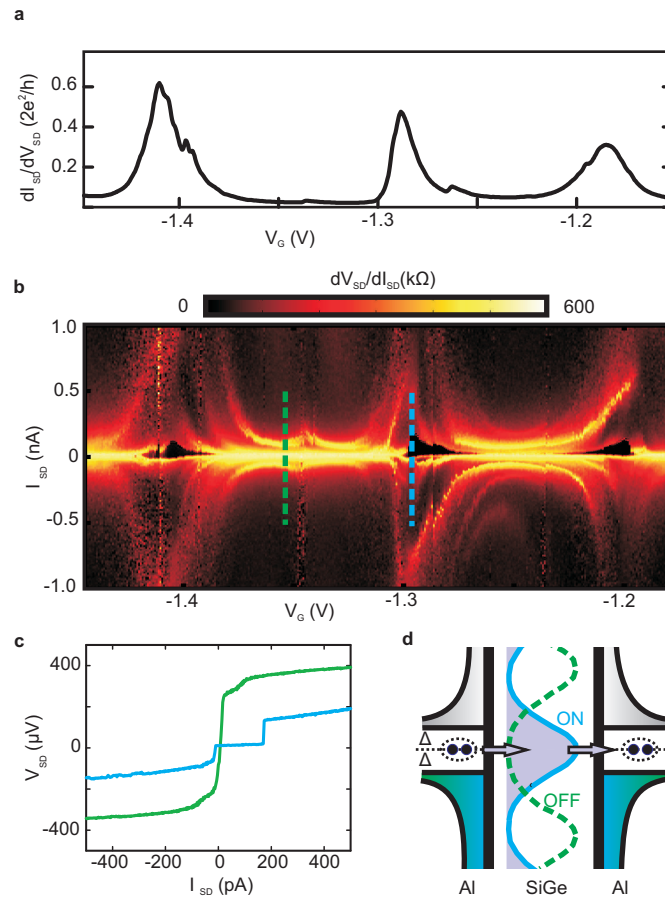 a
dI_SD/dV_SD (2e²/h)
0.6
0.4
0.2
-1.4 -1.3 -1.2
V_G (V)
b
dV_SD/dI_SD(kΩ)
0 600
I_SD (nA)
1.0
0.5
0
-0.5
-1.0
-1.4 -1.3 -1.2
V_G (V)
c
V_SD (µV)
400
0
-400
-400 -200 0 200 400
I_SD (pA)
d
ON
Δ
Δ
OFF
Al SiGe Al